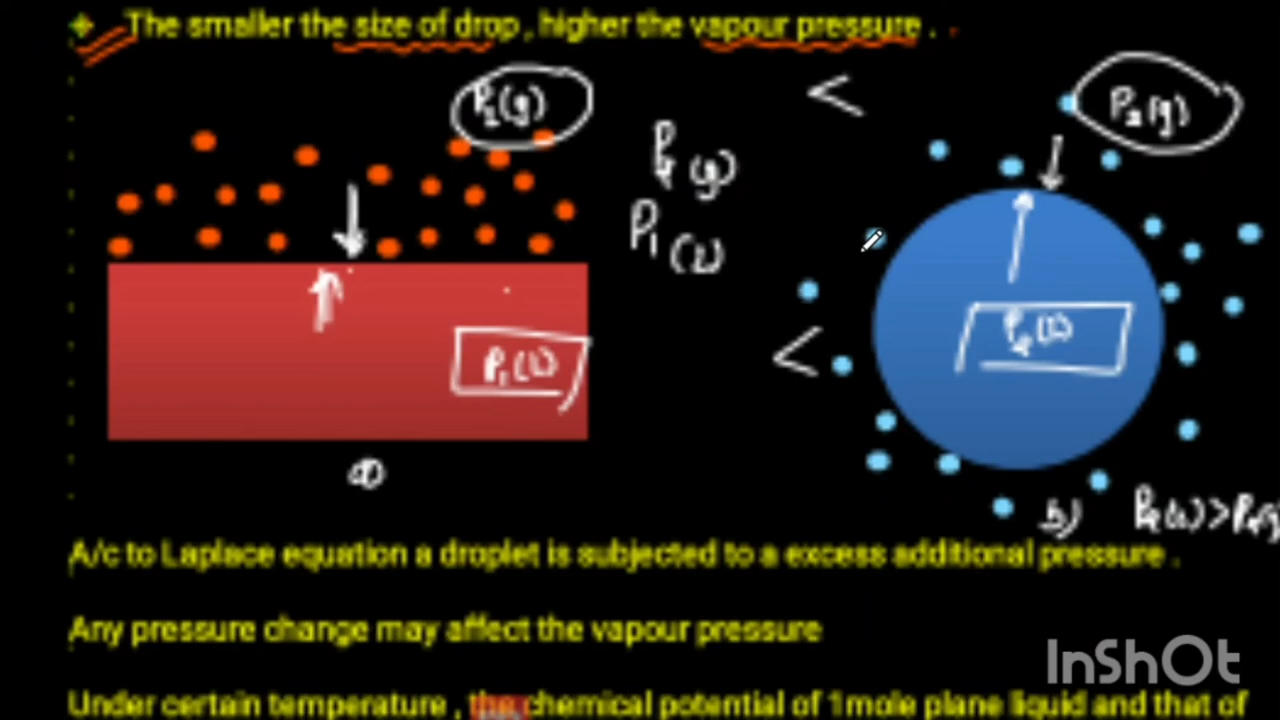 The smaller the size of drop , higher the vapour pressure .
P₁(g) < P₂(g)
P₁(l) < P₂(l)
a)
b)
A/c to Laplace equation a droplet is subjected to a excess additional pressure .
Any pressure change may affect the vapour pressure
Under certain temperature , the chemical potential of 1mole plane liquid and that of
InShOt